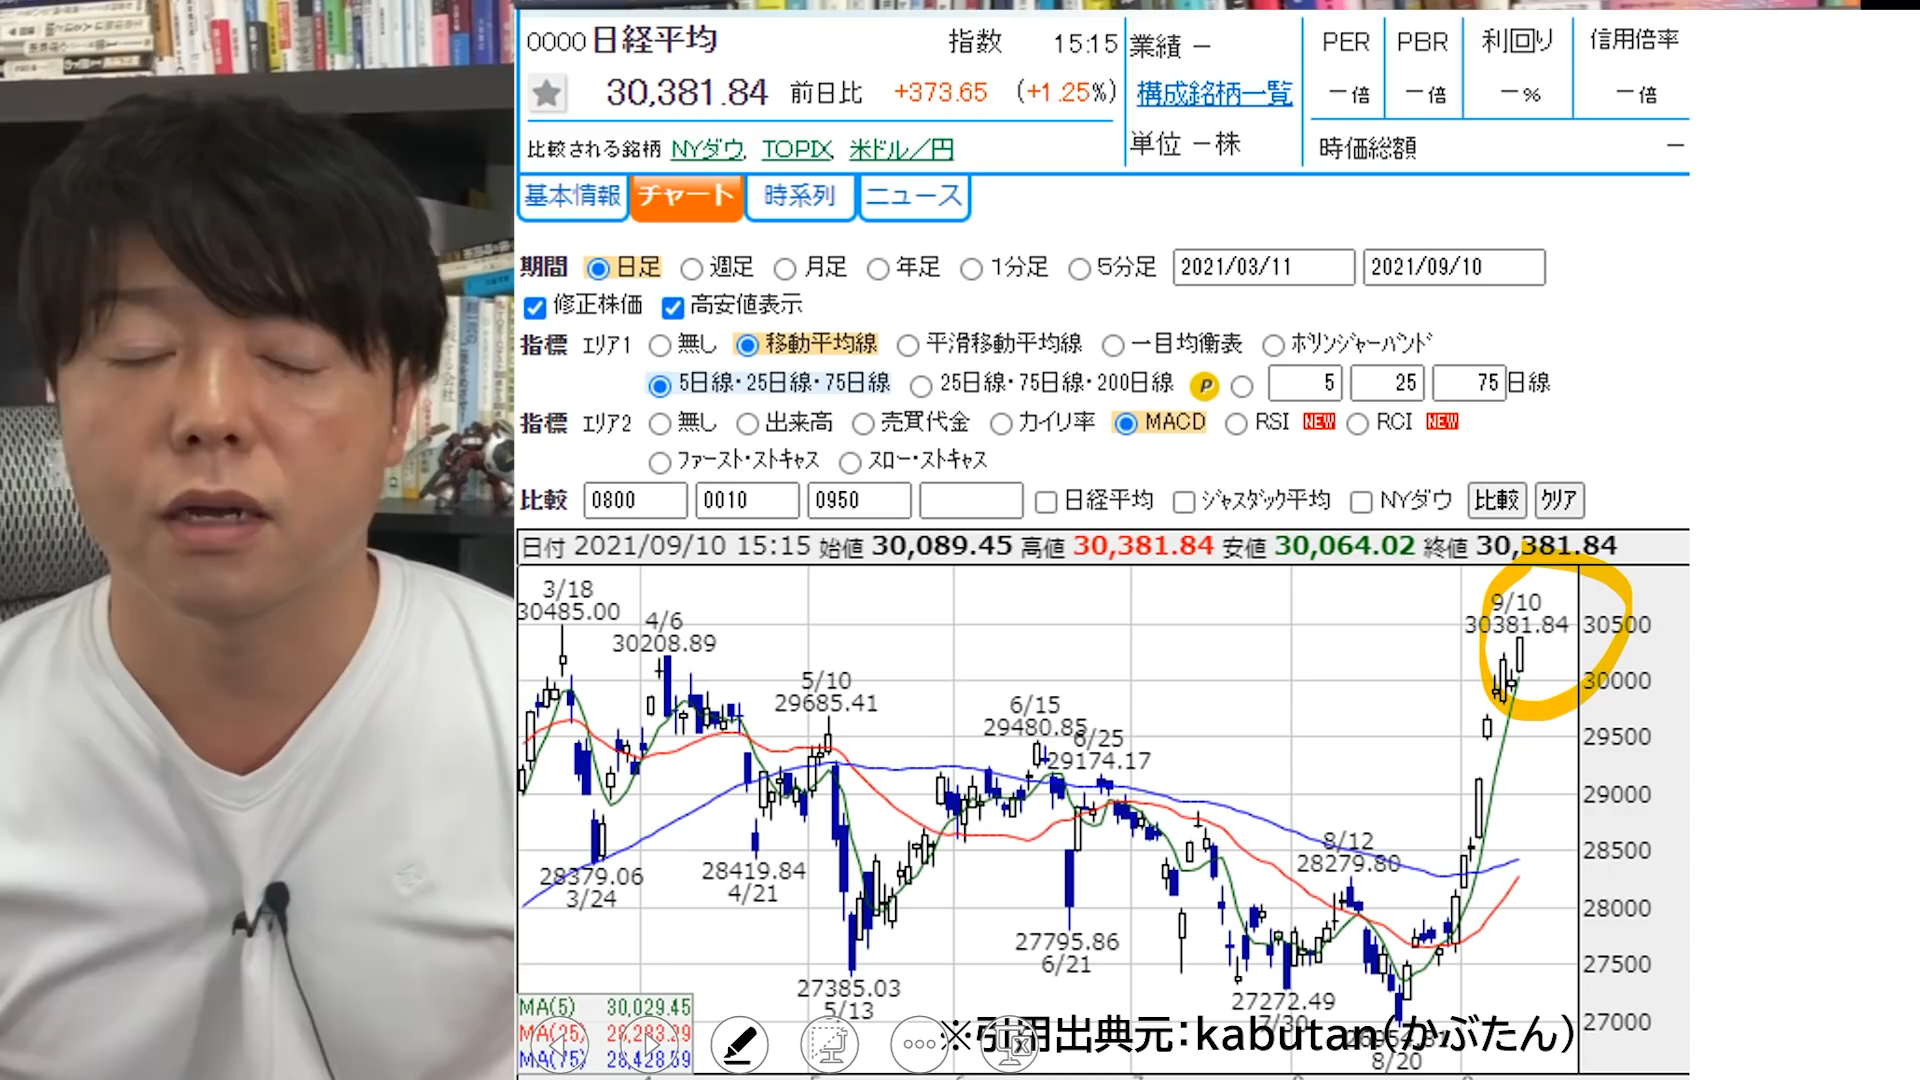 0000 日経平均 指数 15:15
30,381.84 前日比 +373.65 (+1.25%)
比較される銘柄 NYダウ, TOPIX, 米ドル/円
業績 －
構成銘柄一覧
単位 －株
PER PBR 利回り 信用倍率
－倍 －倍 －% －倍
時価総額 －
基本情報 チャート 時系列 ニュース
期間 日足 週足 月足 年足 1分足 5分足 2021/03/11 2021/09/10
修正株価 高安値表示
指標 エリア1 無し 移動平均線 平滑移動平均線 一目均衡表 ボリンジャーバンド
5日線・25日線・75日線 25日線・75日線・200日線 P 5 25 75 日線
指標 エリア2 無し 出来高 売買代金 カイリ率 MACD RSI NEW RCI NEW
ファースト・ストキャス スロー・ストキャス
比較 0800 0010 0950 日経平均 ジャスダック平均 NYダウ 比較 クリア
日付 2021/09/10 15:15 始値 30,089.45 高値 30,381.84 安値 30,064.02 終値 30,381.84
3/18
30485.00
4/6
30208.89
5/10
29685.41
6/15
29480.85
6/25
29174.17
8/12
28279.80
9/10
30381.84
28379.06
3/24
28419.84
4/21
27385.03
5/13
27795.86
6/21
27272.49
7/30
8/20
30500
30000
29500
29000
28500
28000
27500
27000
MA(5) 30,029.45
MA(25) 28,283.29
MA(75) 28,428.59
※引用出典元：kabutan(かぶたん)